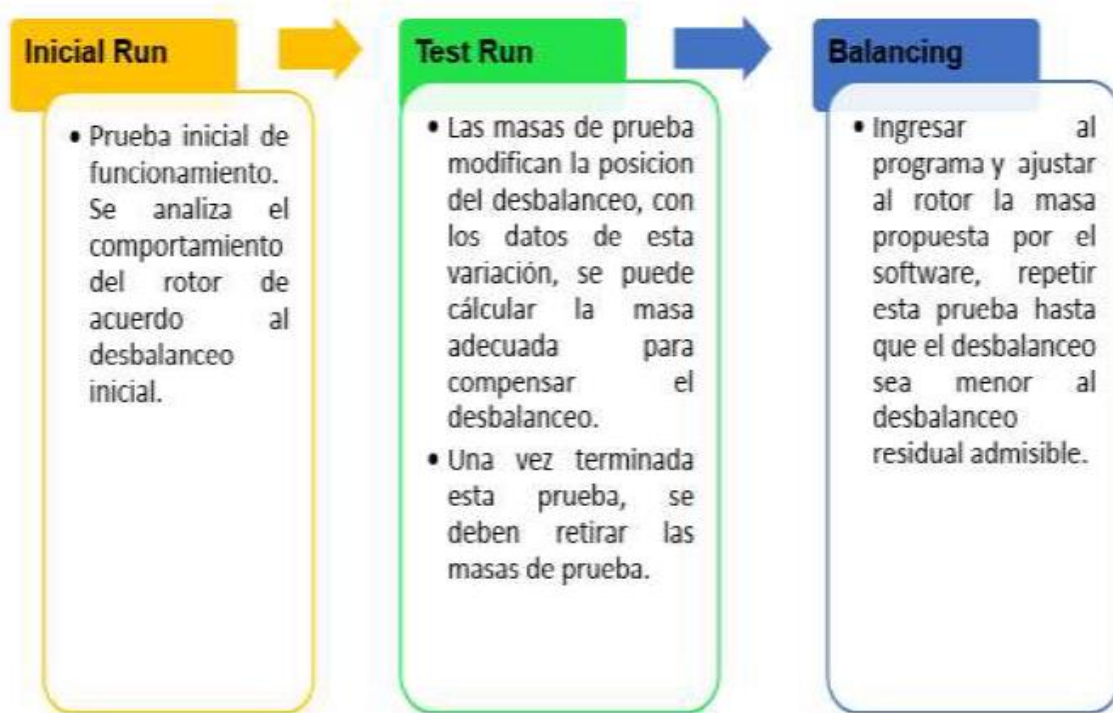 Inicial Run
• Prueba inicial de
funcionamiento.
Se analiza el
comportamiento
del rotor de
acuerdo al
desbalanceo
inicial.
Test Run
• Las masas de prueba
modifican la posicion
del desbalanceo, con
los datos de esta
variación, se puede
cálcular la masa
adecuada para
compensar el
desbalanceo.
• Una vez terminada
esta prueba, se
deben retirar las
masas de prueba.
Balancing
• Ingresar al
programa y ajustar
al rotor la masa
propuesta por el
software, repetir
esta prueba hasta
que el desbalanceo
sea menor al
desbalanceo
residual admisible.